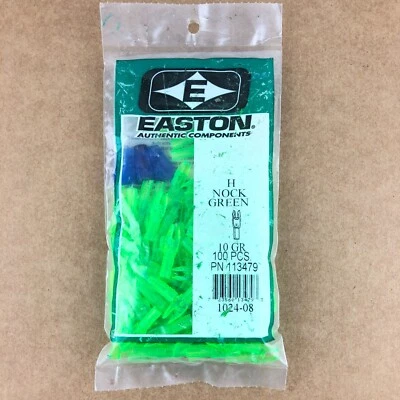 E
EASTON®
AUTHENTIC COMPONENTS
H
NOCK
GREEN
10 GR
100 PCS
PN 113479
1024-08